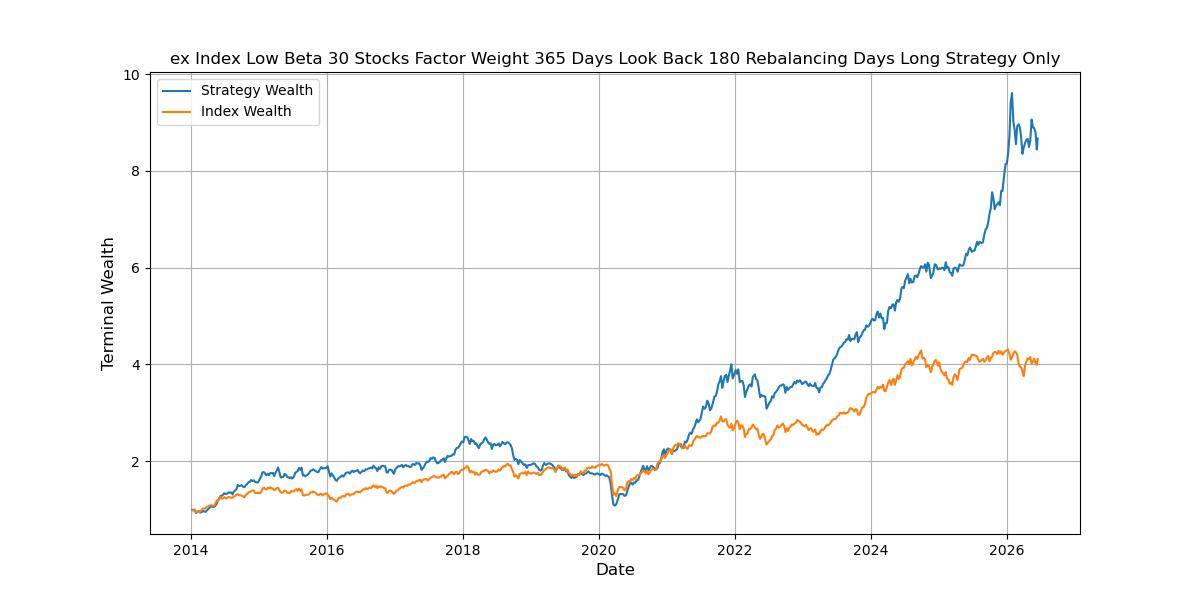 ex Index Low Beta 30 Stocks Factor Weight 365 Days Look Back 180 Rebalancing Days Long Strategy Only
Strategy Wealth
Index Wealth
Terminal Wealth
10
8
6
4
2
2014 2016 2018 2020 2022 2024 2026
Date